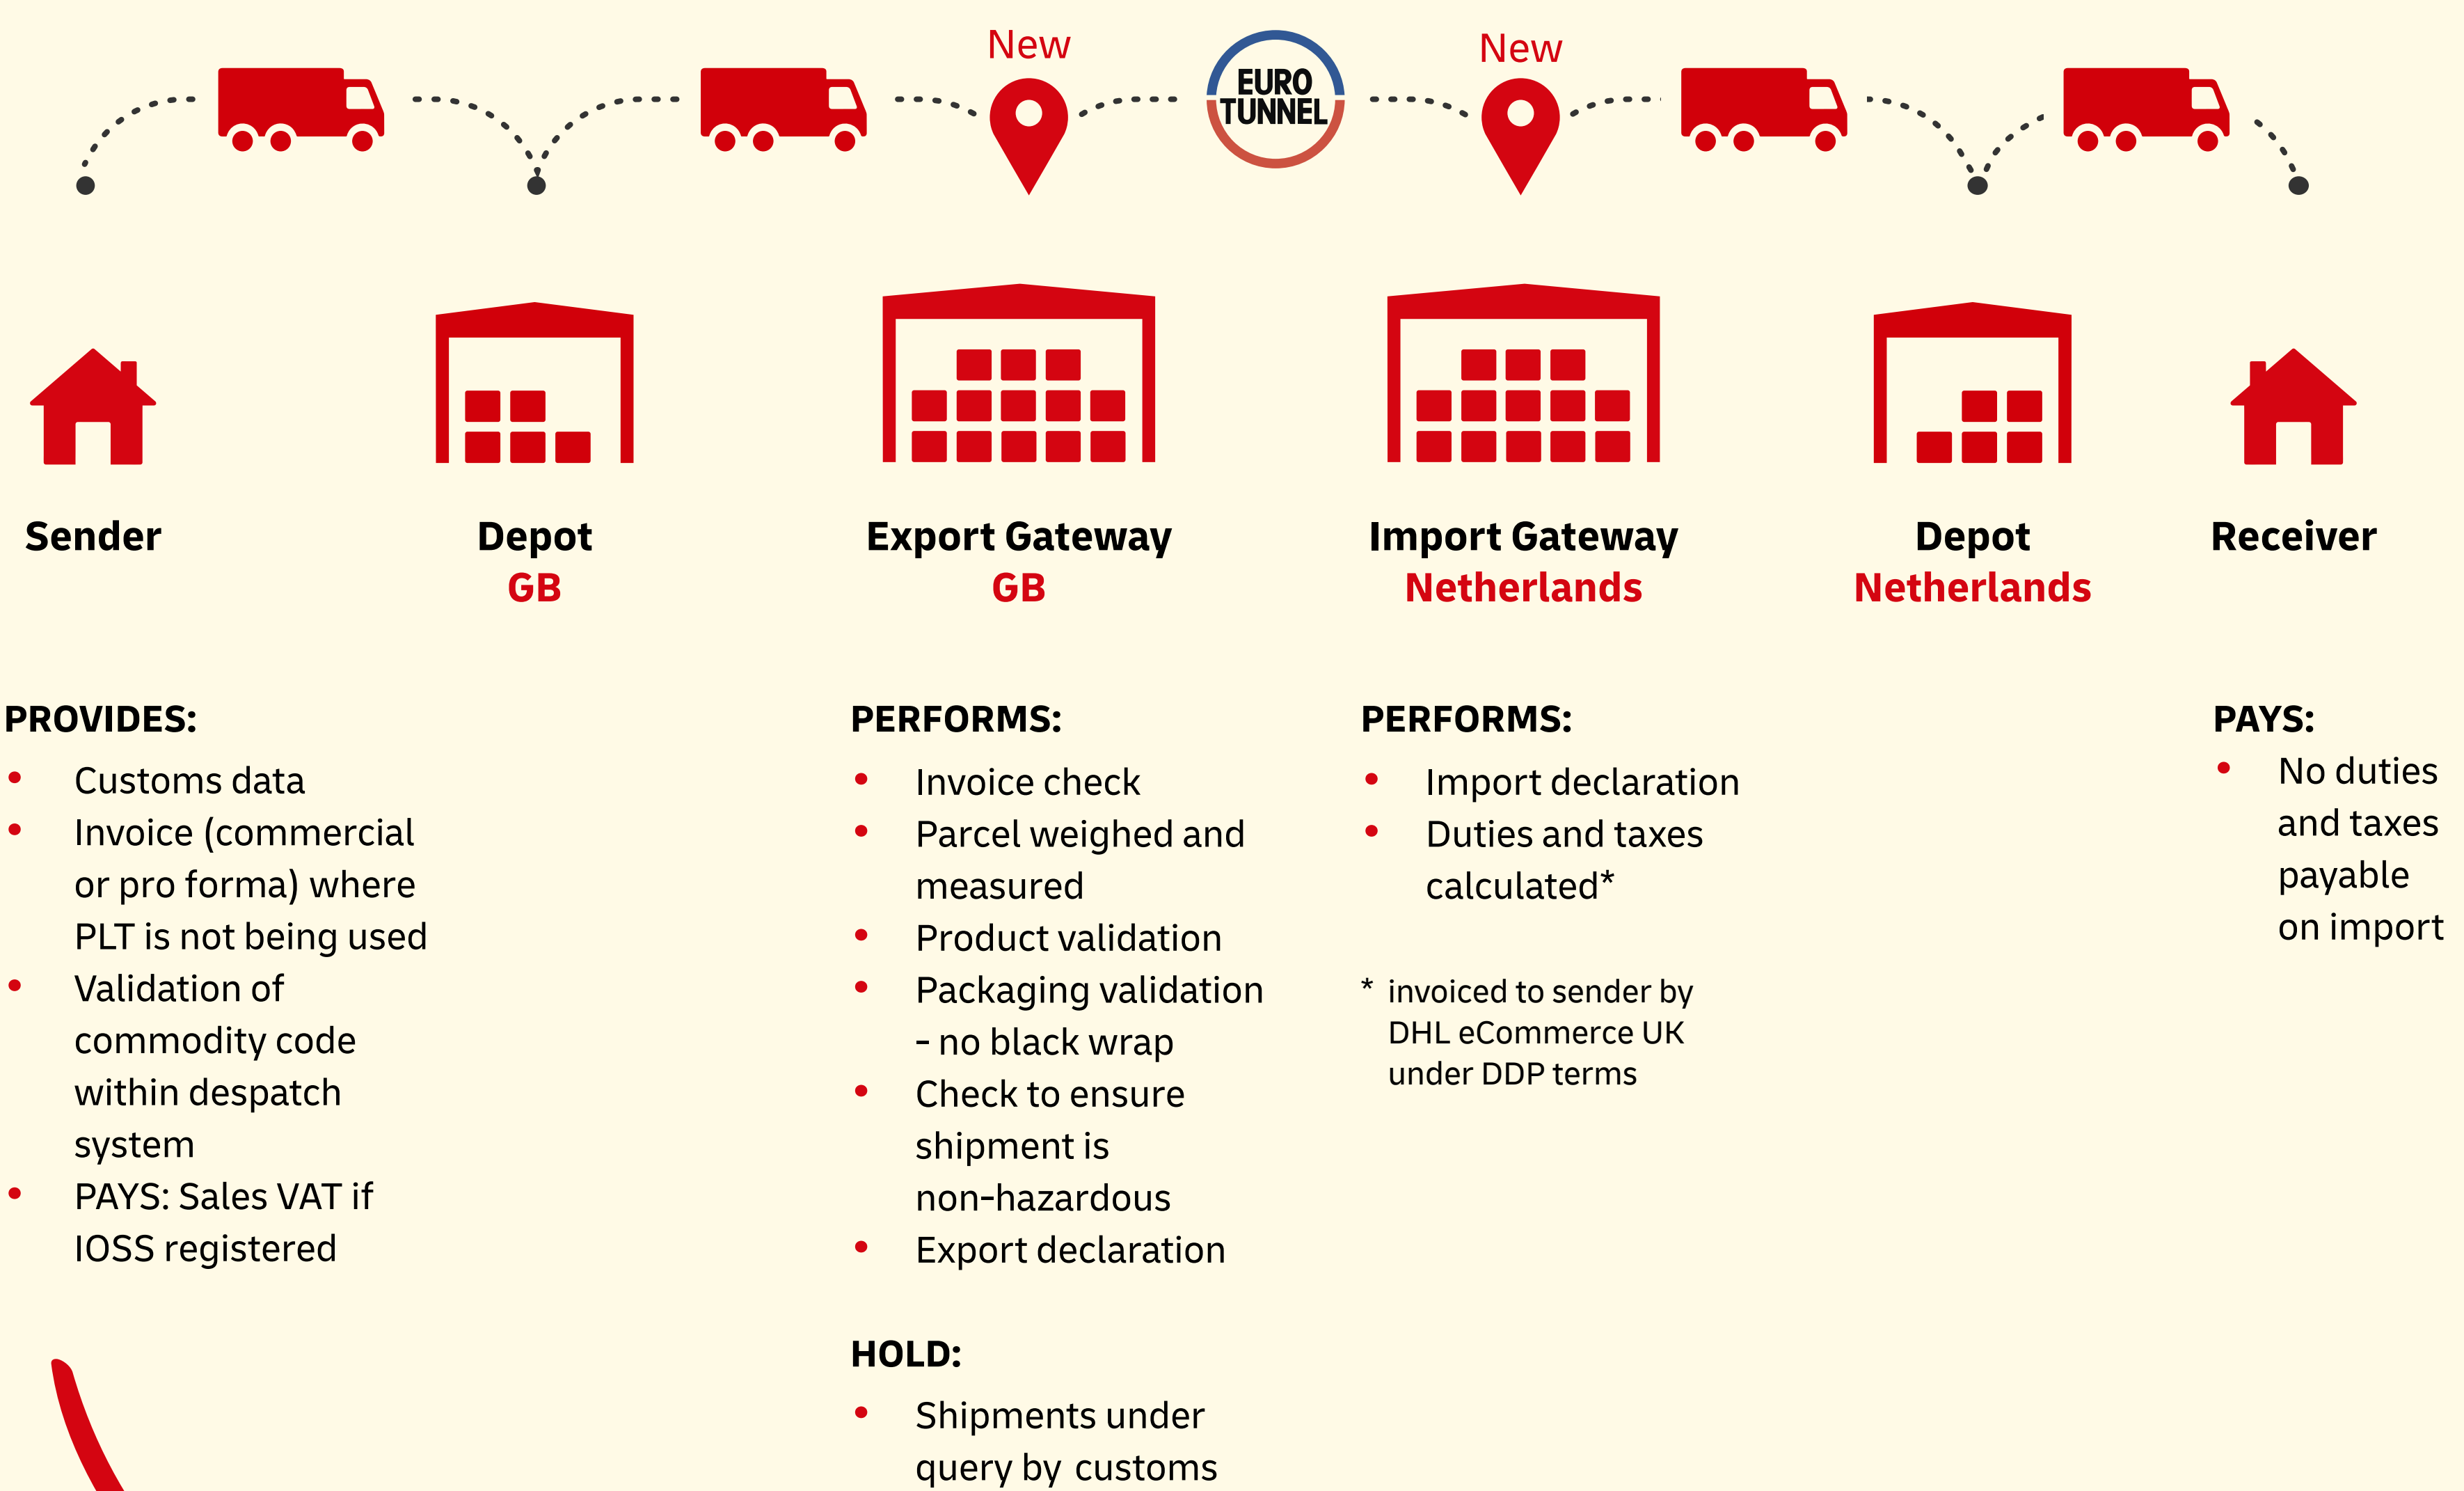 New
New
EURO
TUNNEL
Sender
Depot
GB
Export Gateway
GB
Import Gateway
Netherlands
Depot
Netherlands
Receiver
PROVIDES:
• Customs data
• Invoice (commercial
or pro forma) where
PLT is not being used
• Validation of
commodity code
within despatch
system
• PAYS: Sales VAT if
IOSS registered
PERFORMS:
• Invoice check
• Parcel weighed and
measured
• Product validation
• Packaging validation
- no black wrap
• Check to ensure
shipment is
non-hazardous
• Export declaration
HOLD:
• Shipments under
query by customs
PERFORMS:
• Import declaration
• Duties and taxes
calculated*
* invoiced to sender by
DHL eCommerce UK
under DDP terms
PAYS:
• No duties
and taxes
payable
on import